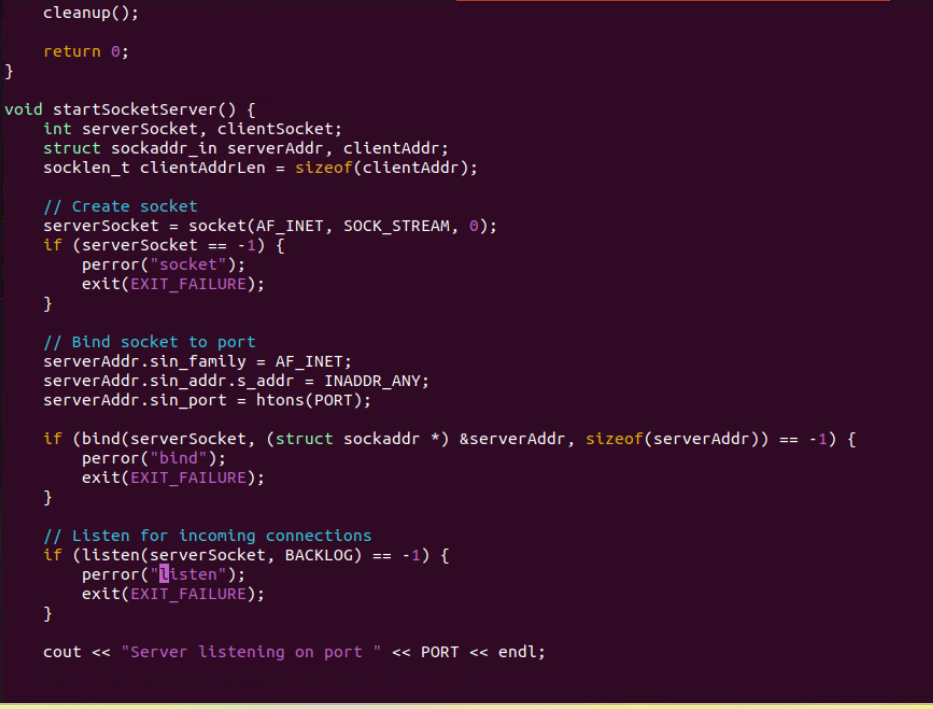 cleanup();
    return 0;
}
void startSocketServer() {
    int serverSocket, clientSocket;
    struct sockaddr_in serverAddr, clientAddr;
    socklen_t clientAddrLen = sizeof(clientAddr);
    // Create socket
    serverSocket = socket(AF_INET, SOCK_STREAM, 0);
    if (serverSocket == -1) {
        perror("socket");
        exit(EXIT_FAILURE);
    }
    // Bind socket to port
    serverAddr.sin_family = AF_INET;
    serverAddr.sin_addr.s_addr = INADDR_ANY;
    serverAddr.sin_port = htons(PORT);
    if (bind(serverSocket, (struct sockaddr *) &serverAddr, sizeof(serverAddr)) == -1) {
        perror("bind");
        exit(EXIT_FAILURE);
    }
    // Listen for incoming connections
    if (listen(serverSocket, BACKLOG) == -1) {
        perror("listen");
        exit(EXIT_FAILURE);
    }
    cout << "Server listening on port " << PORT << endl;